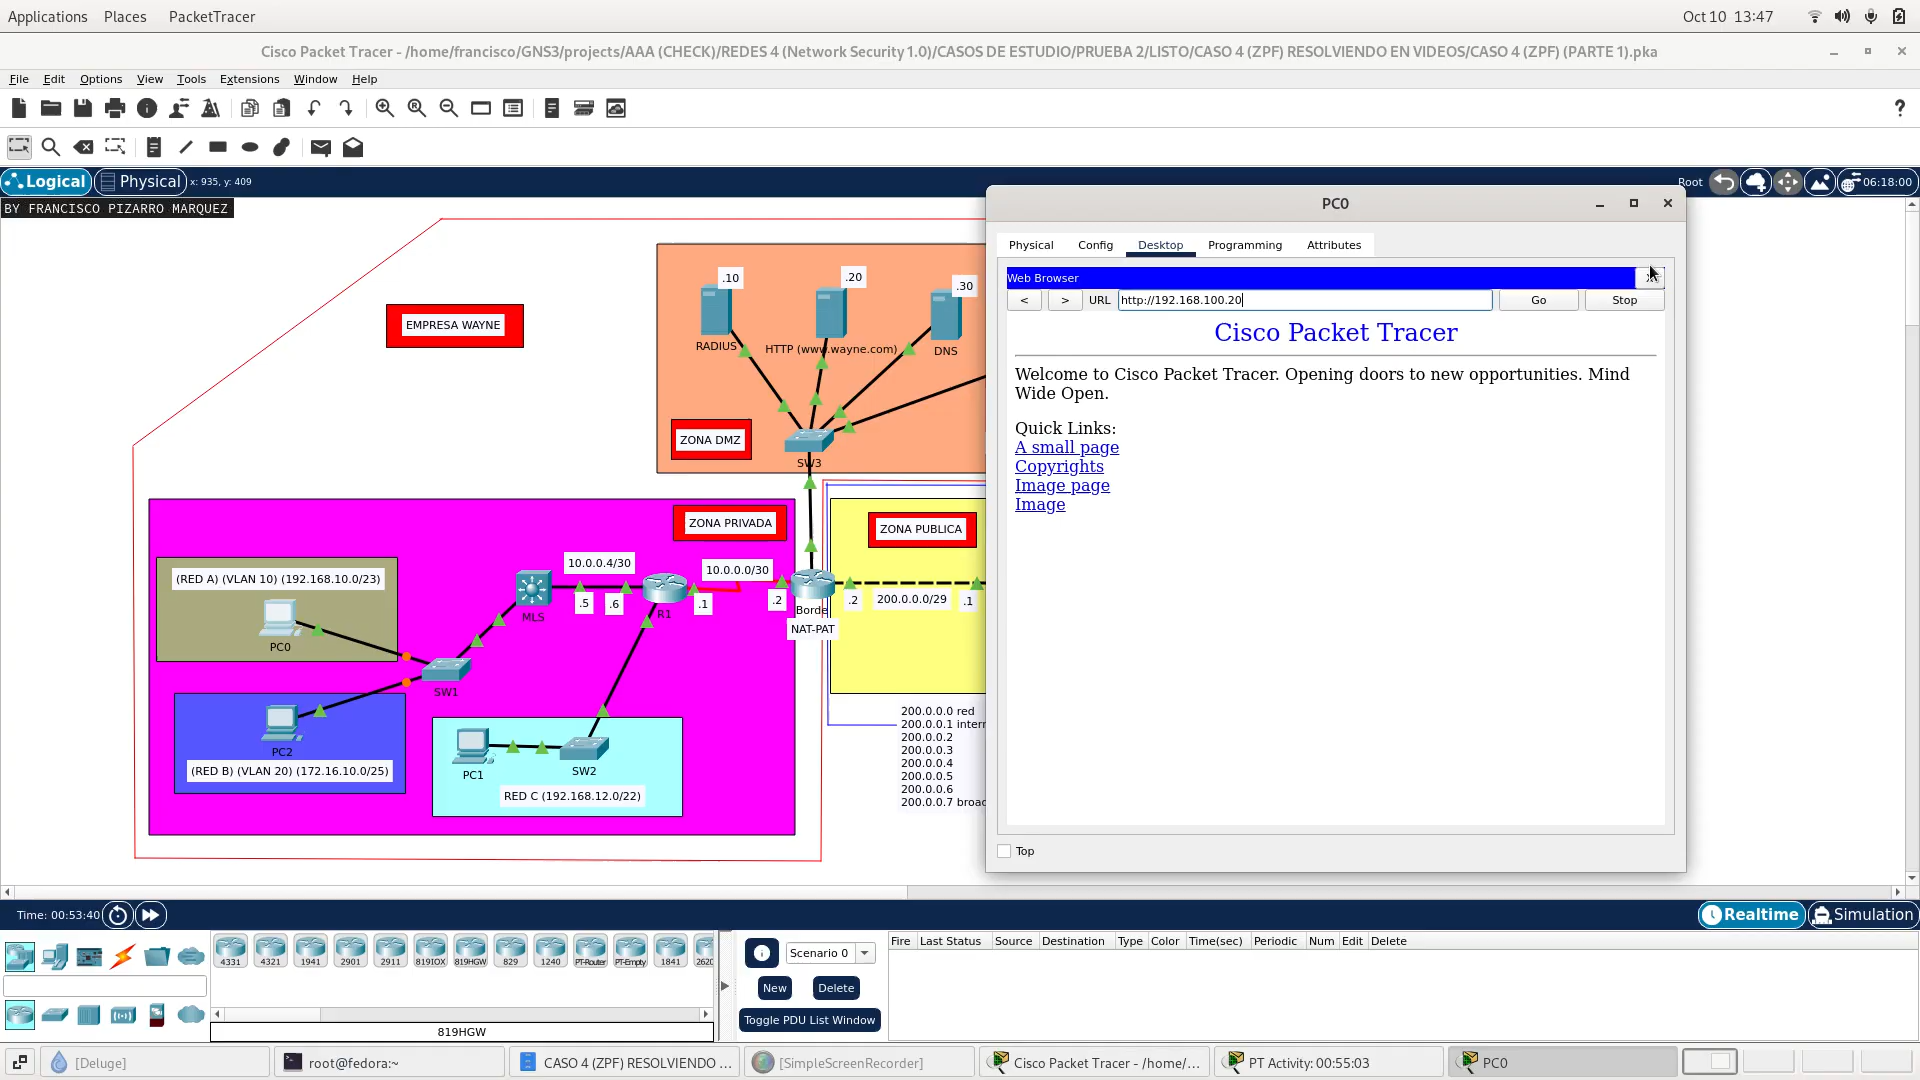 Applications Places PacketTracer Oct 10 13:47
Cisco Packet Tracer - /home/francisco/GNS3/projects/AAA (CHECK)/REDES 4 (Network Security 1.0)/CASOS DE ESTUDIO/PRUEBA 2/LISTO/CASO 4 (ZPF) RESOLVIENDO EN VIDEOS/CASO 4 (ZPF) (PARTE 1).pka
File Edit Options View Tools Extensions Window Help
Logical Physical x: 935, y: 409 Root 06:18:00
BY FRANCISCO PIZARRO MARQUEZ
EMPRESA WAYNE
.10
.20
.30
RADIUS
HTTP (www.wayne.com)
DNS
ZONA DMZ
SW3
ZONA PRIVADA
ZONA PUBLICA
(RED A) (VLAN 10) (192.168.10.0/23)
PC0
10.0.0.4/30
10.0.0.0/30
.5
.6
.1
.2
MLS
R1
Borde
NAT-PAT
.2
200.0.0.0/29
.1
SW1
PC2
(RED B) (VLAN 20) (172.16.10.0/25)
PC1
SW2
RED C (192.168.12.0/22)
200.0.0.0 red
200.0.0.1 intern
200.0.0.2
200.0.0.3
200.0.0.4
200.0.0.5
200.0.0.6
200.0.0.7 broad
PC0
Physical Config Desktop Programming Attributes
Web Browser
< > URL http://192.168.100.20 Go Stop
Cisco Packet Tracer
Welcome to Cisco Packet Tracer. Opening doors to new opportunities. Mind
Wide Open.
Quick Links:
A small page
Copyrights
Image page
Image
Top
Time: 00:53:40 Realtime Simulation
4331 4321 1941 2901 2911 819IOX 819HGW 829 1240 PT-Router PT-Empty 1841 2620
819HGW
Scenario 0
New Delete
Toggle PDU List Window
Fire Last Status Source Destination Type Color Time(sec) Periodic Num Edit Delete
[Deluge] root@fedora:~ CASO 4 (ZPF) RESOLVIENDO ... [SimpleScreenRecorder] Cisco Packet Tracer - /home/... PT Activity: 00:55:03 PC0